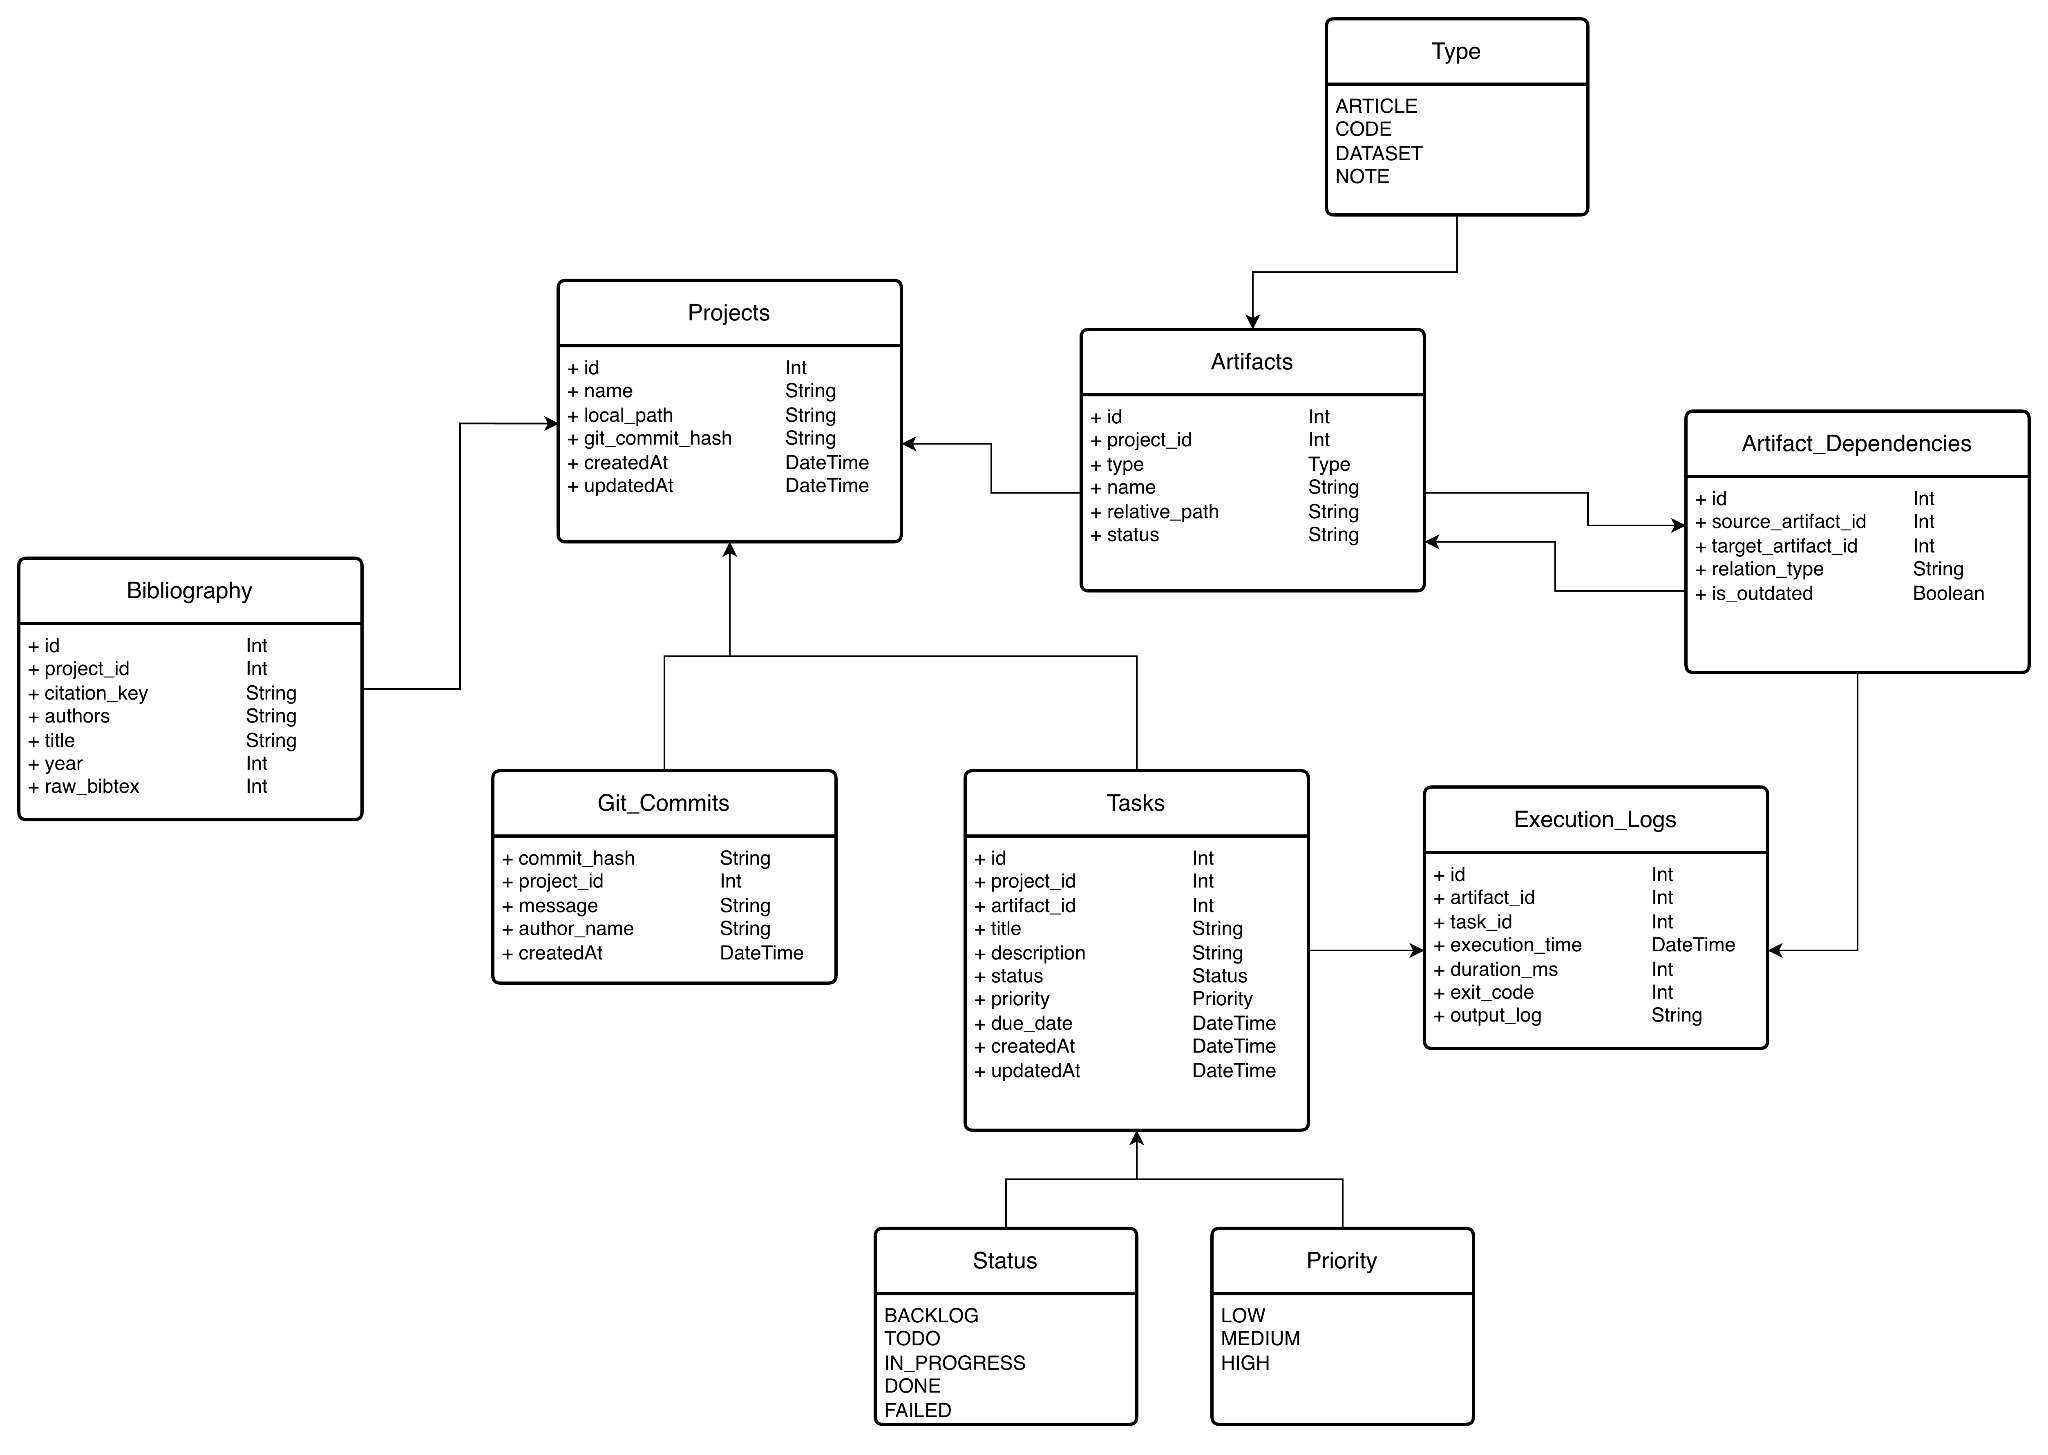 Type
ARTICLE
CODE
DATASET
NOTE
Projects
+ id Int
+ name String
+ local_path String
+ git_commit_hash String
+ createdAt DateTime
+ updatedAt DateTime
Artifacts
+ id Int
+ project_id Int
+ type Type
+ name String
+ relative_path String
+ status String
Artifact_Dependencies
+ id Int
+ source_artifact_id Int
+ target_artifact_id Int
+ relation_type String
+ is_outdated Boolean
Bibliography
+ id Int
+ project_id Int
+ citation_key String
+ authors String
+ title String
+ year Int
+ raw_bibtex Int
Git_Commits
+ commit_hash String
+ project_id Int
+ message String
+ author_name String
+ createdAt DateTime
Tasks
+ id Int
+ project_id Int
+ artifact_id Int
+ title String
+ description String
+ status Status
+ priority Priority
+ due_date DateTime
+ createdAt DateTime
+ updatedAt DateTime
Execution_Logs
+ id Int
+ artifact_id Int
+ task_id Int
+ execution_time DateTime
+ duration_ms Int
+ exit_code Int
+ output_log String
Status
BACKLOG
TODO
IN_PROGRESS
DONE
FAILED
Priority
LOW
MEDIUM
HIGH